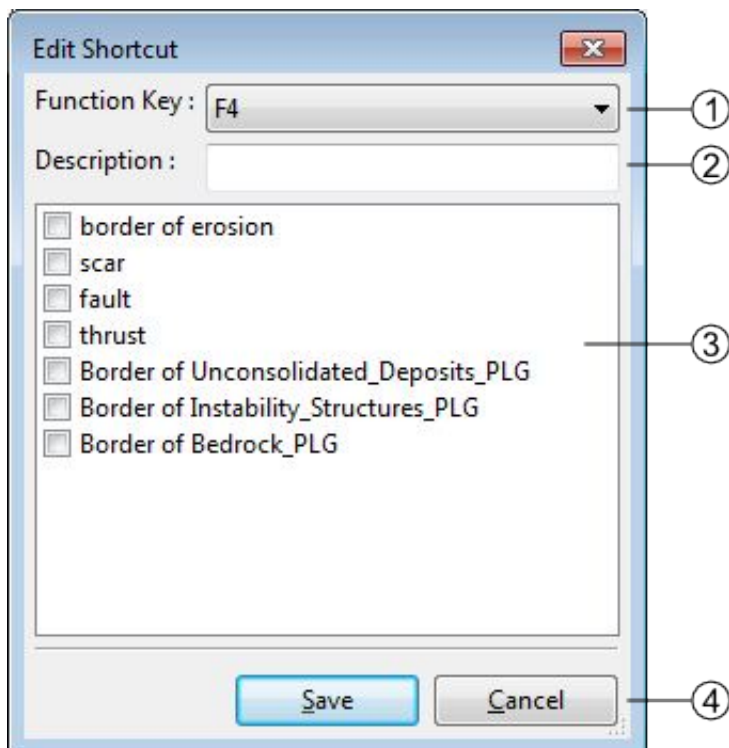 Edit Shortcut
Function Key : F4 1
Description : 2
border of erosion
scar
fault
thrust 3
Border of Unconsolidated_Deposits_PLG
Border of Instability_Structures_PLG
Border of Bedrock_PLG
Save Cancel 4